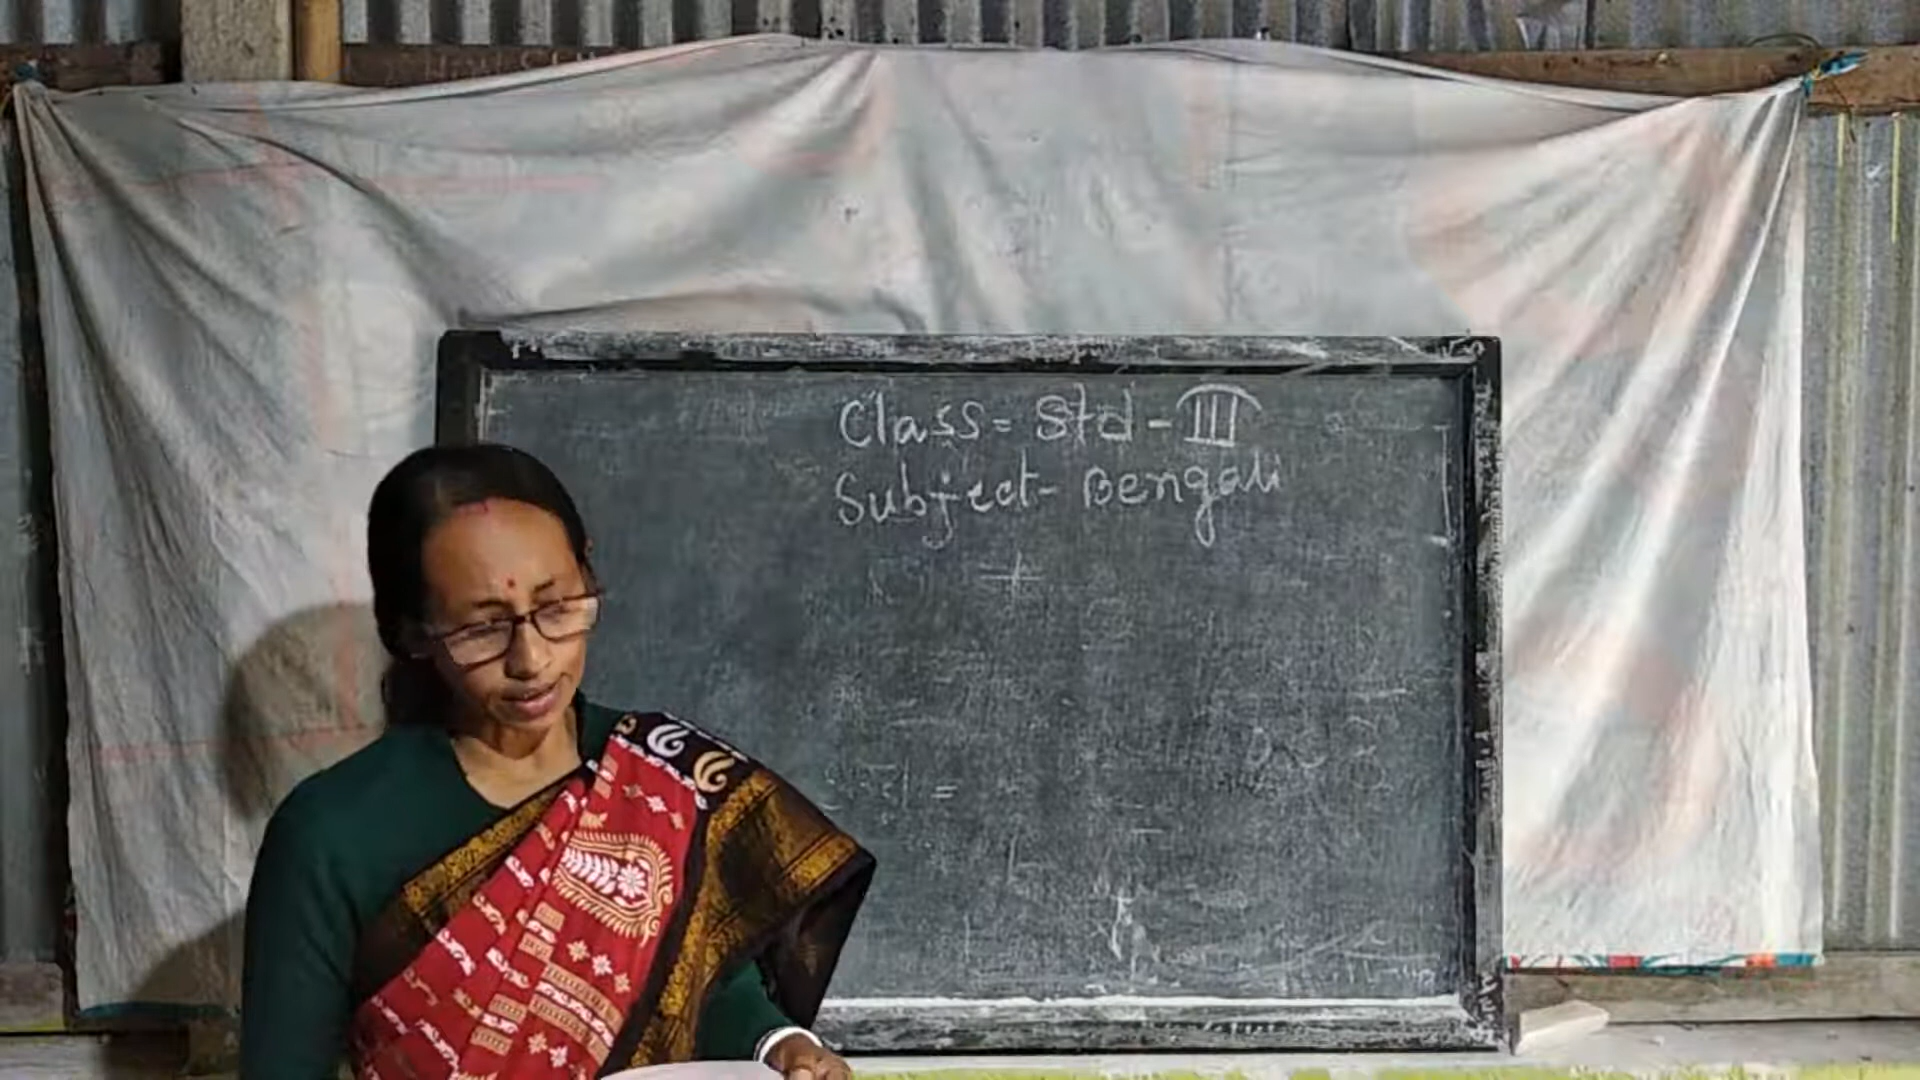 Class = Std - III
Subject - Bengali